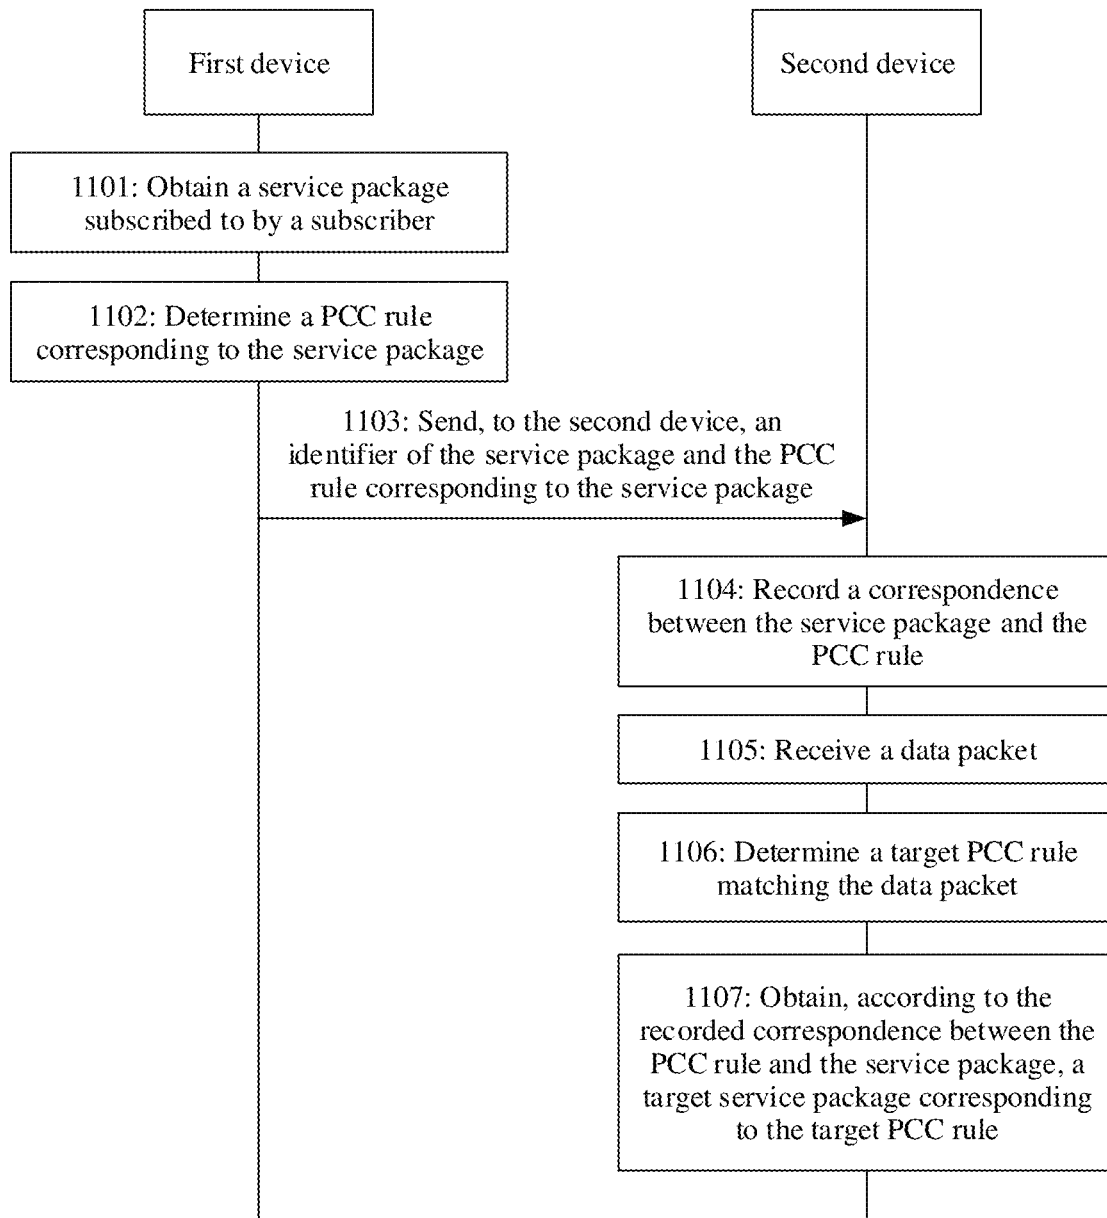 First device
Second device
1101: Obtain a service package
subscribed to by a subscriber
1102: Determine a PCC rule
corresponding to the service package
1103: Send, to the second device, an
identifier of the service package and the PCC
rule corresponding to the service package
1104: Record a correspondence
between the service package and the
PCC rule
1105: Receive a data packet
1106: Determine a target PCC rule
matching the data packet
1107: Obtain, according to the
recorded correspondence between the
PCC rule and the service package, a
target service package corresponding
to the target PCC rule